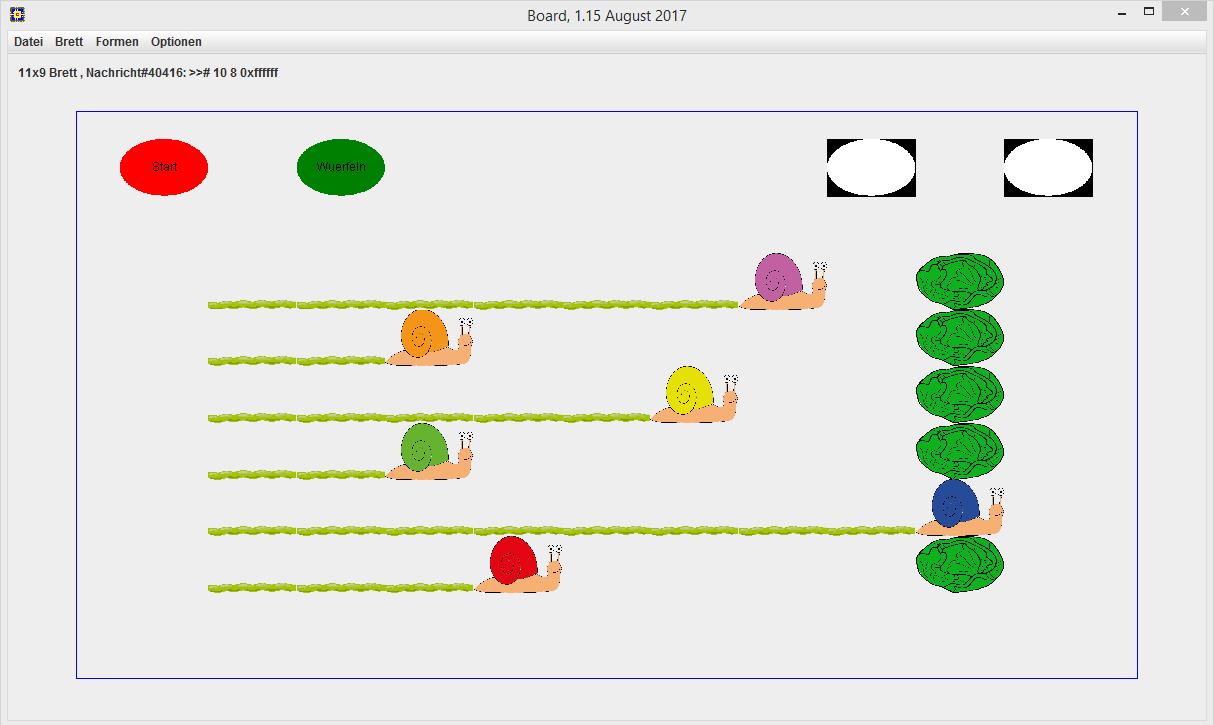 Board, 1.15 August 2017
Datei Brett Formen Optionen
11x9 Brett , Nachricht#40416: >># 10 8 0xffffff
Start Wuerfeln